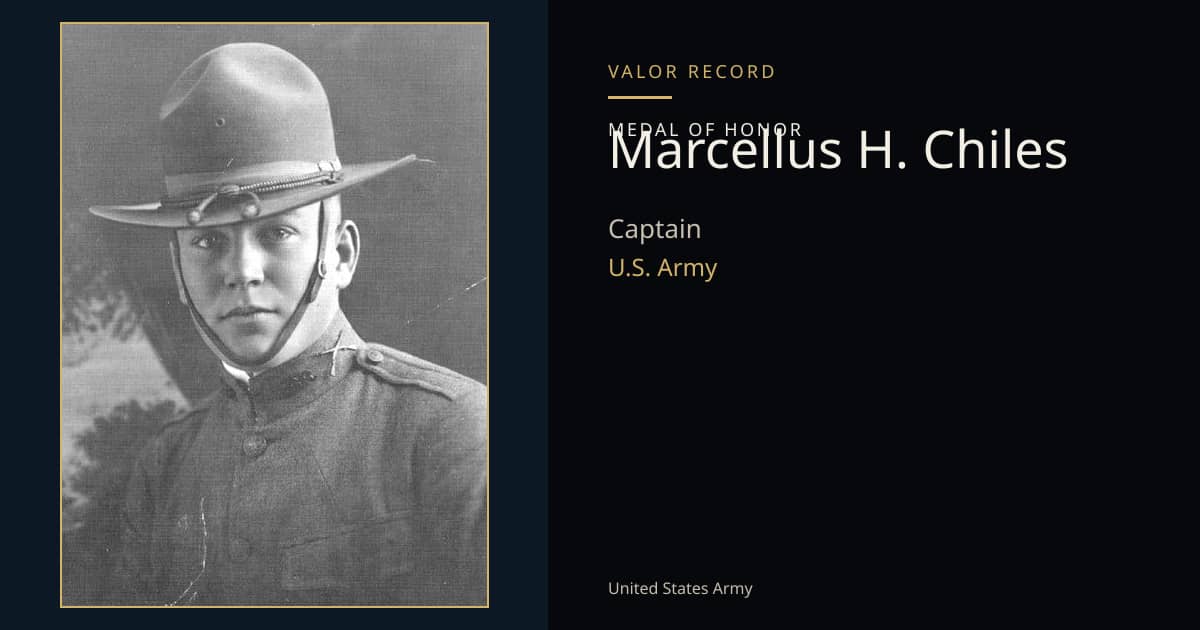 VALOR RECORD
MEDAL OF HONOR
Marcellus H. Chiles
Captain
U.S. Army
United States Army